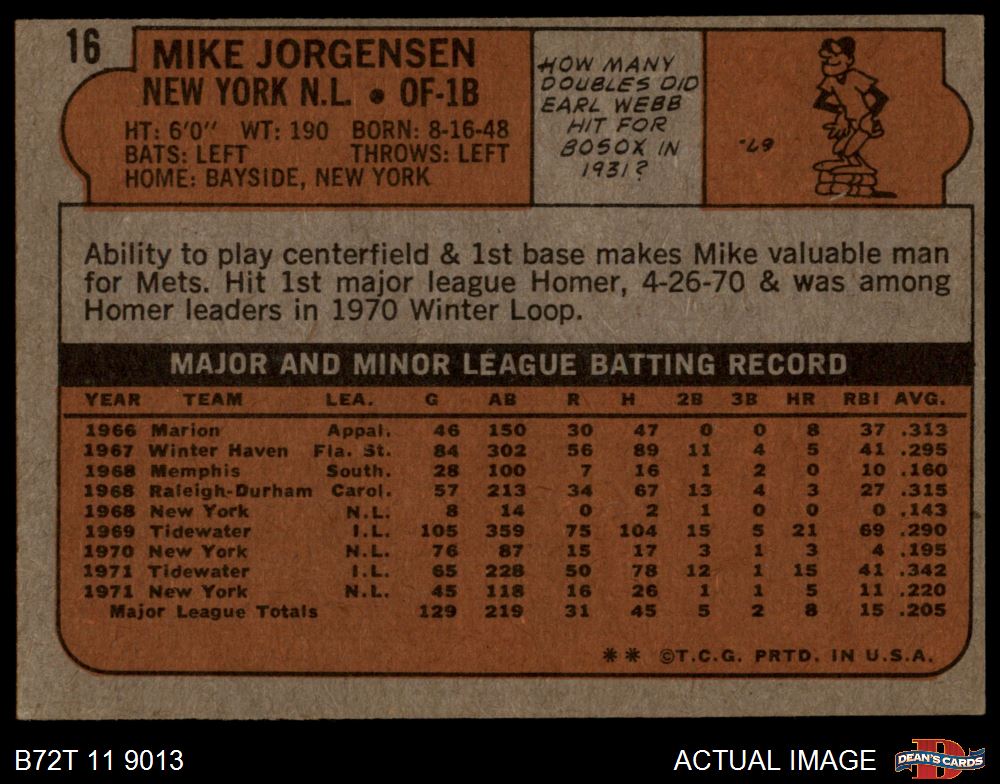 16
MIKE JORGENSEN
NEW YORK N.L. • OF-1B
HT: 6'0" WT: 190 BORN: 8-16-48
BATS: LEFT THROWS: LEFT
HOME: BAYSIDE, NEW YORK
HOW MANY
DOUBLES DID
EARL WEBB
HIT FOR
BOSOX IN
1931?
67.
Ability to play centerfield & 1st base makes Mike valuable man
for Mets. Hit 1st major league Homer, 4-26-70 & was among
Homer leaders in 1970 Winter Loop.
MAJOR AND MINOR LEAGUE BATTING RECORD
YEAR TEAM LEA. G AB R H 2B 3B HR RBI AVG.
1966 Marion Appal. 46 150 30 47 0 0 8 37 .313
1967 Winter Haven Fla. St. 84 302 56 89 11 4 5 41 .295
1968 Memphis South. 28 100 7 16 1 2 0 10 .160
1968 Raleigh-Durham Carol. 57 213 34 67 13 4 3 27 .315
1968 New York N.L. 8 14 0 2 1 0 0 0 .143
1969 Tidewater I.L. 105 359 75 104 15 5 21 69 .290
1970 New York N.L. 76 87 15 17 3 1 3 4 .195
1971 Tidewater I.L. 65 228 50 78 12 1 15 41 .342
1971 New York N.L. 45 118 16 26 1 1 5 11 .220
Major League Totals 129 219 31 45 5 2 8 15 .205
** ©T.C.G. PRTD. IN U.S.A.
B72T 11 9013
ACTUAL IMAGE
DEAN'S CARDS